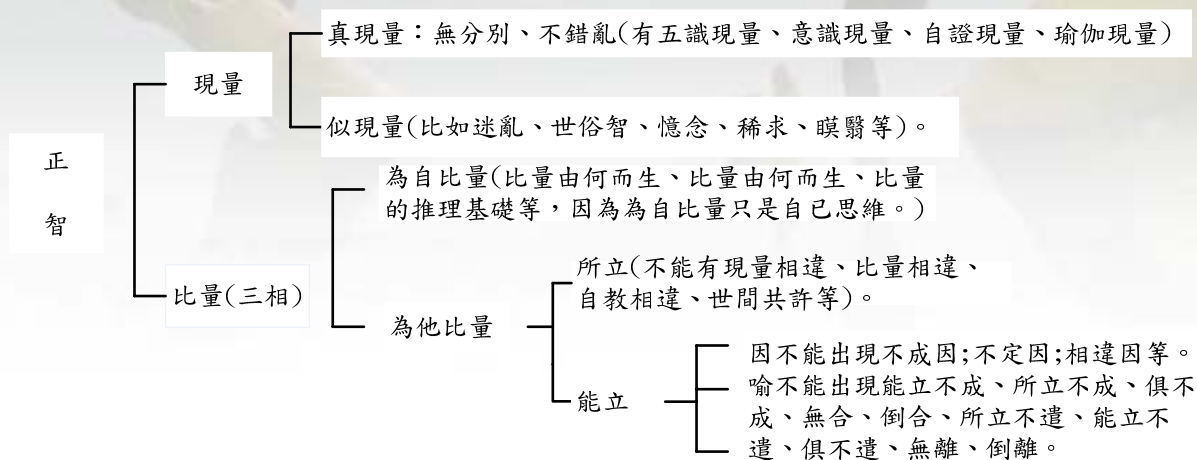 真現量：無分別、不錯亂(有五識現量、意識現量、自證現量、瑜伽現量)
現量
似現量(比如迷亂、世俗智、憶念、稀求、瞙翳等)。
正
智
為自比量(比量由何而生、比量由何而生、比量
的推理基礎等，因為為自比量只是自已思維。)
比量(三相)
所立(不能有現量相違、比量相違、
自教相違、世間共許等)。
為他比量
因不能出現不成因;不定因;相違因等。
喻不能出現能立不成、所立不成、俱不
成、無合、倒合、所立不遣、能立不
遣、俱不遣、無離、倒離。
能立